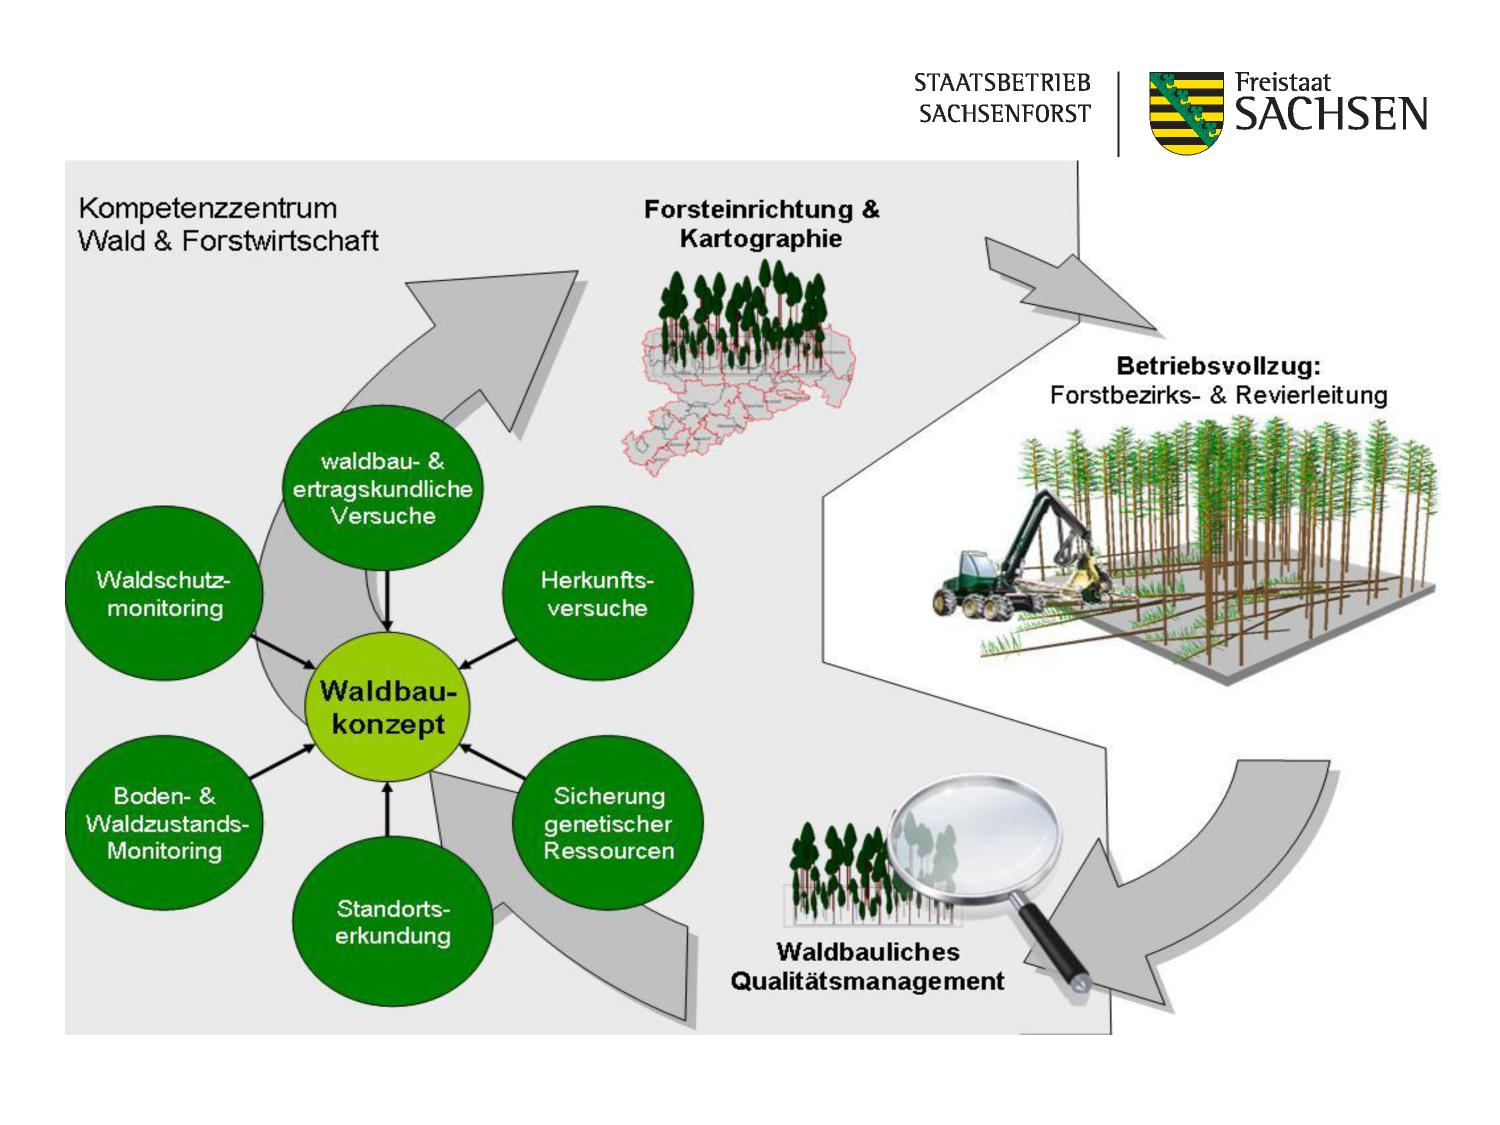 STAATSBETRIEB
SACHSENFORST
Freistaat
SACHSEN
Kompetenzzentrum
Wald & Forstwirtschaft
Forsteinrichtung &
Kartographie
Betriebsvollzug:
Forstbezirks- & Revierleitung
waldbau- &
ertragskundliche
Versuche
Waldschutz-
monitoring
Herkunfts-
versuche
Waldbau-
konzept
Boden- &
Waldzustands-
Monitoring
Sicherung
genetischer
Ressourcen
Standorts-
erkundung
Waldbauliches
Qualitätsmanagement